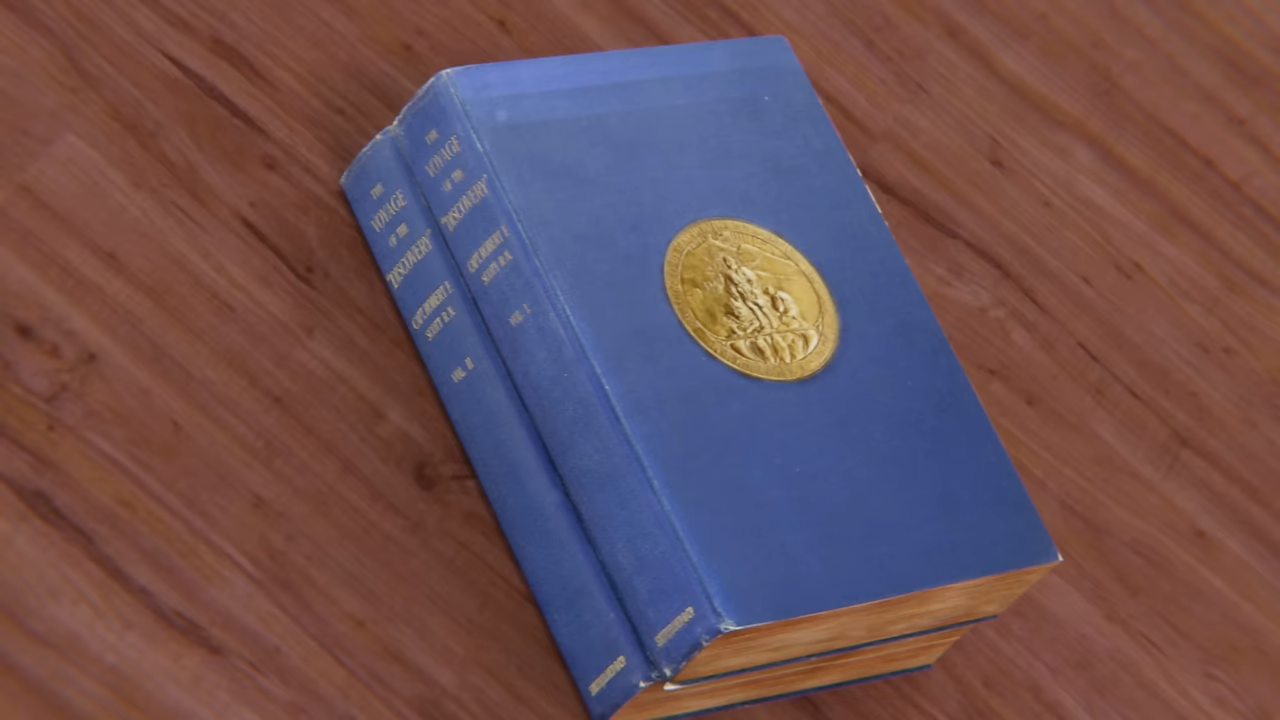 THE
VOYAGE
OF THE
"DISCOVERY"
CAPT. ROBERT F.
SCOTT R.N.
VOL. II
THE
VOYAGE
OF THE
"DISCOVERY"
CAPT. ROBERT F.
SCOTT R.N.
VOL. I.